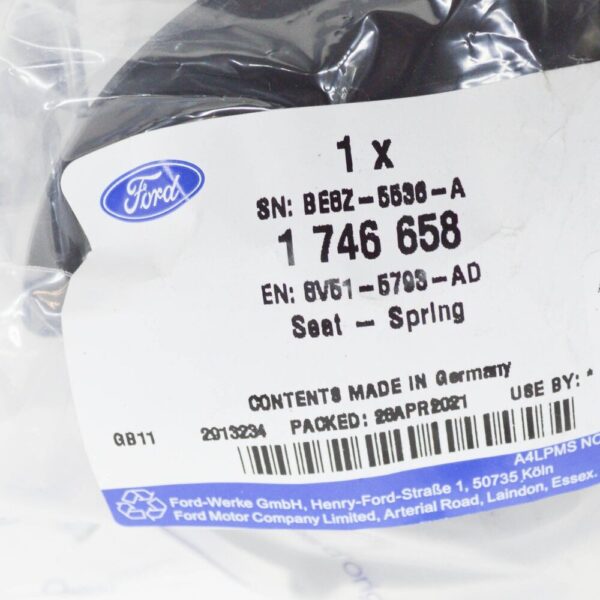 Ford
1 x
SN: BE8Z-5536-A
1 746 658
EN: 8V51-5793-AD
Seat - Spring
CONTENTS MADE IN Germany
GB11 2913234 PACKED: 28APR2021 USE BY: *
A4LPMS NO
Ford-Werke GmbH, Henry-Ford-Straße 1, 50735 Köln
Ford Motor Company Limited, Arterial Road, Laindon, Essex.